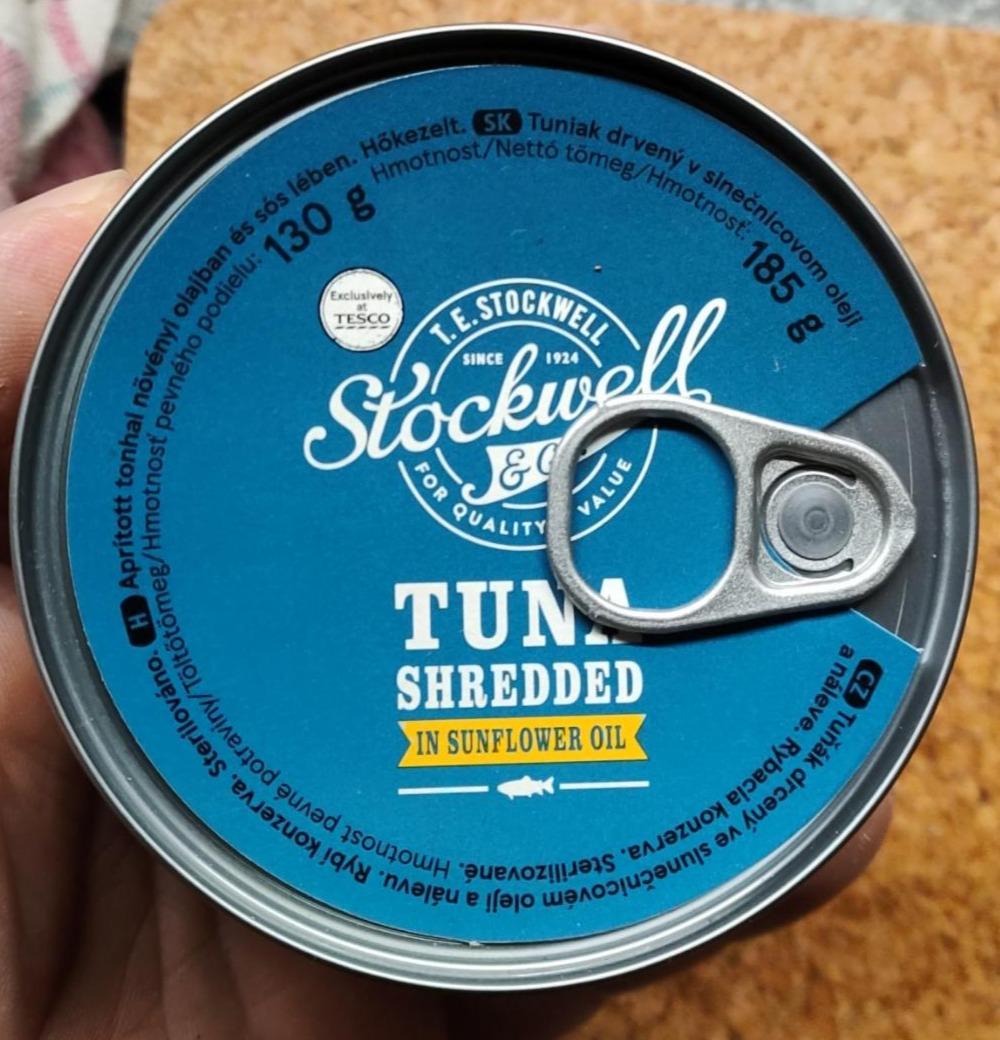 Exclusively
at
TESCO
T. E. STOCKWELL
SINCE 1924
Stockwell
& C
FOR QUALITY VALUE
TUNA
SHREDDED
IN SUNFLOWER OIL
CZ Tuňák drcený ve slunečnicovém oleji a nálevu. Rybí konzerva. Sterilováno. H Aprított tonhal növényi olajban és sós lében. Hőkezelt. SK Tuniak drvený v slnečnicovom oleji
a náleve. Rybacia konzerva. Sterilizované. Hmotnost pevné potraviny/Töltőtömeg/Hmotnosť pevného podielu: 130 g Hmotnost/Nettó tömeg/Hmotnosť: 185 g